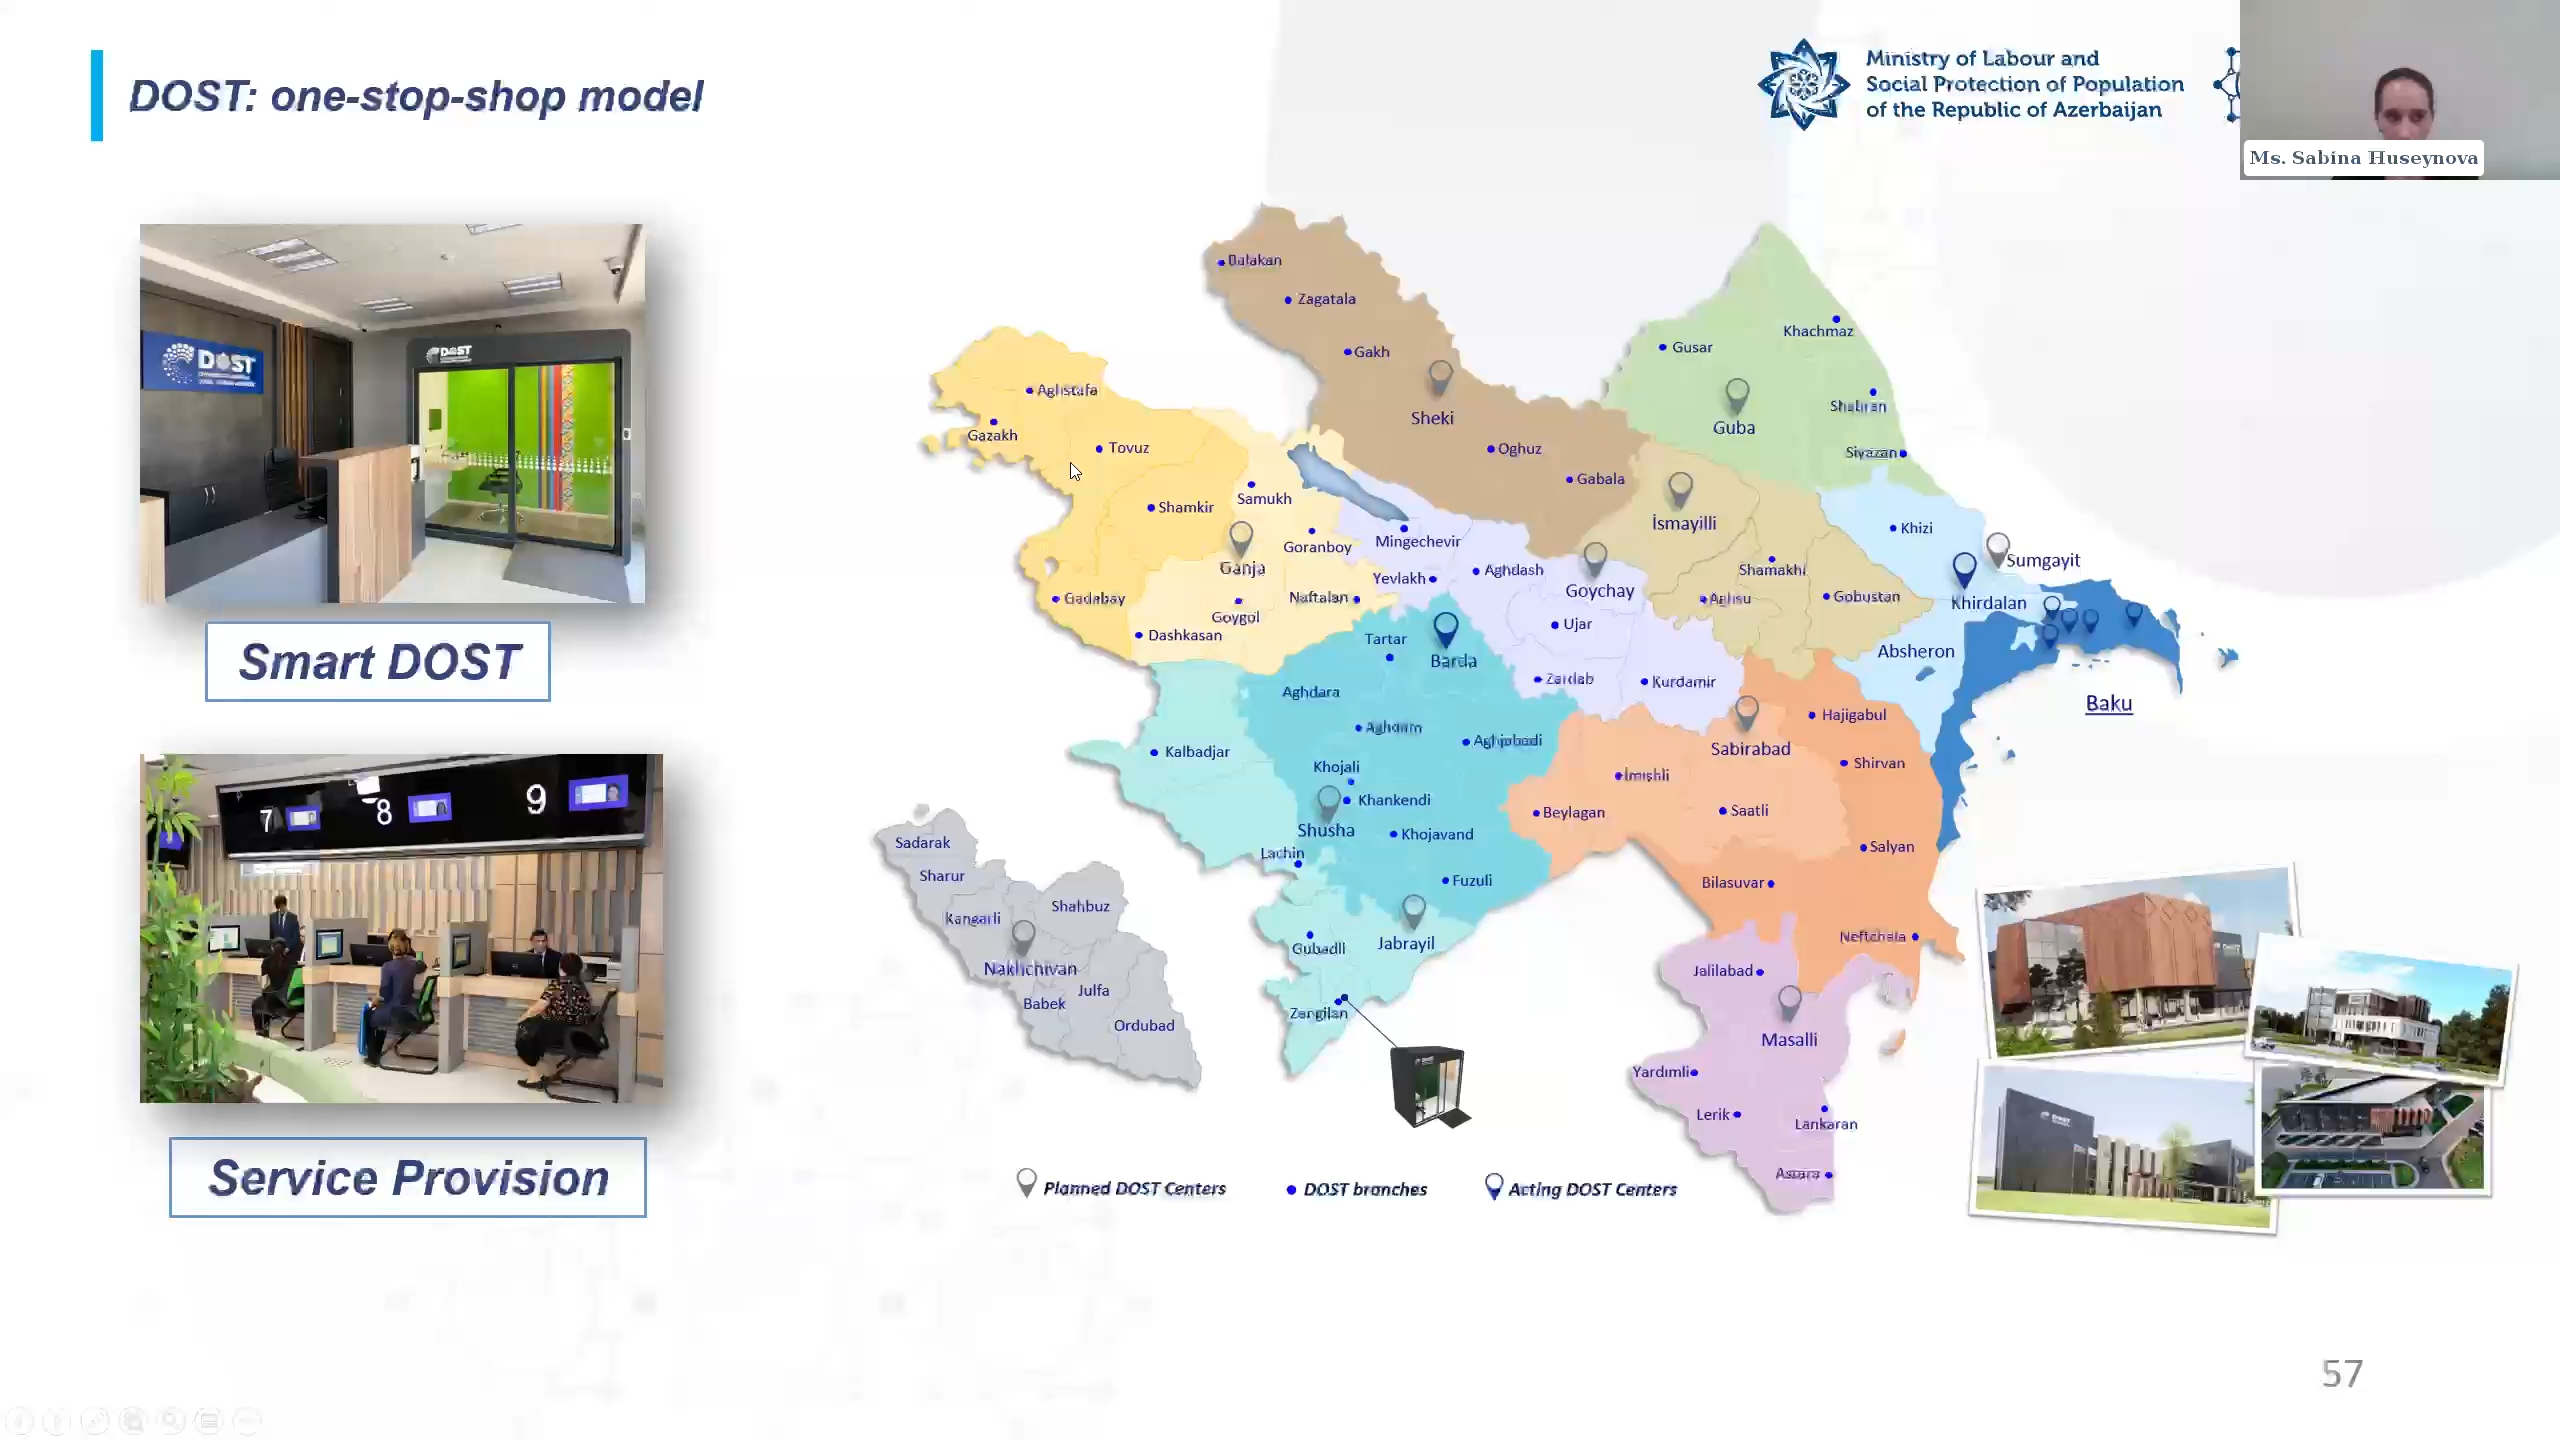 DOST: one-stop-shop model
Ministry of Labour and
Social Protection of Population
of the Republic of Azerbaijan
Ms. Sabina Huseynova
DOST
DOST
Smart DOST
7
8
9
Service Provision
Balakan
Zagatala
Gakh
Sheki
Oghuz
Gabala
Khachmaz
Gusar
Guba
Shabran
Siyazan
Aghstafa
Gazakh
Tovuz
Shamkir
Samukh
Goranboy
Ganja
Gadabay
Goygol
Naftalan
Dashkasan
Mingechevir
Yevlakh
Aghdash
Goychay
Ujar
Zardab
Kurdamir
İsmayilli
Shamakhi
Aghsu
Gobustan
Khizi
Sumgayit
Khirdalan
Absheron
Baku
Tartar
Barda
Aghdara
Aghdam
Aghjabadi
Kalbadjar
Khojali
Khankendi
Shusha
Khojavand
Lachin
Fuzuli
Gubadli
Jabrayil
Zangilan
Sabirabad
Hajigabul
Imishli
Shirvan
Beylagan
Saatli
Salyan
Bilasuvar
Neftchala
Sadarak
Sharur
Kangarli
Shahbuz
Nakhchivan
Babek
Julfa
Ordubad
Jalilabad
Masalli
Yardimli
Lerik
Lankaran
Astara
Planned DOST Centers
DOST branches
Acting DOST Centers
57